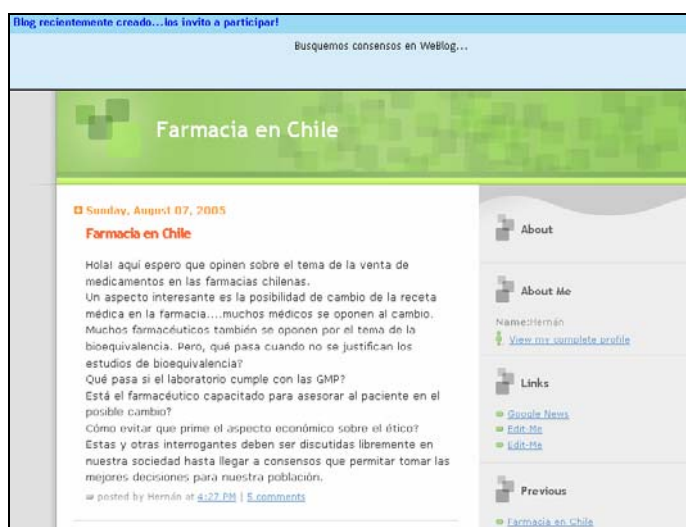 Blog recientemente creado...los invito a participar!
Busquemos consensos en WeBlog...
Farmacia en Chile
Sunday, August 07, 2005
Farmacia en Chile
Hola! aquí espero que opinen sobre el tema de la venta de
medicamentos en las farmacias chilenas.
Un aspecto interesante es la posibilidad de cambio de la receta
médica en la farmacia....muchos médicos se oponen al cambio.
Muchos farmacéuticos también se oponen por el tema de la
bioequivalencia. Pero, qué pasa cuando no se justifican los
estudios de bioequivalencia?
Qué pasa si el laboratorio cumple con las GMP?
Está el farmacéutico capacitado para asesorar al paciente en el
posible cambio?
Cómo evitar que prime el aspecto económico sobre el ético?
Estas y otras interrogantes deben ser discutidas libremente en
nuestra sociedad hasta llegar a consensos que permitar tomar las
mejores decisiones para nuestra población.
posted by Hernán at 4:27 PM | 5 comments
About
About Me
Name:Hernán
View my complete profile
Links
Google News
Edit-Me
Edit-Me
Previous
Farmacia en Chile